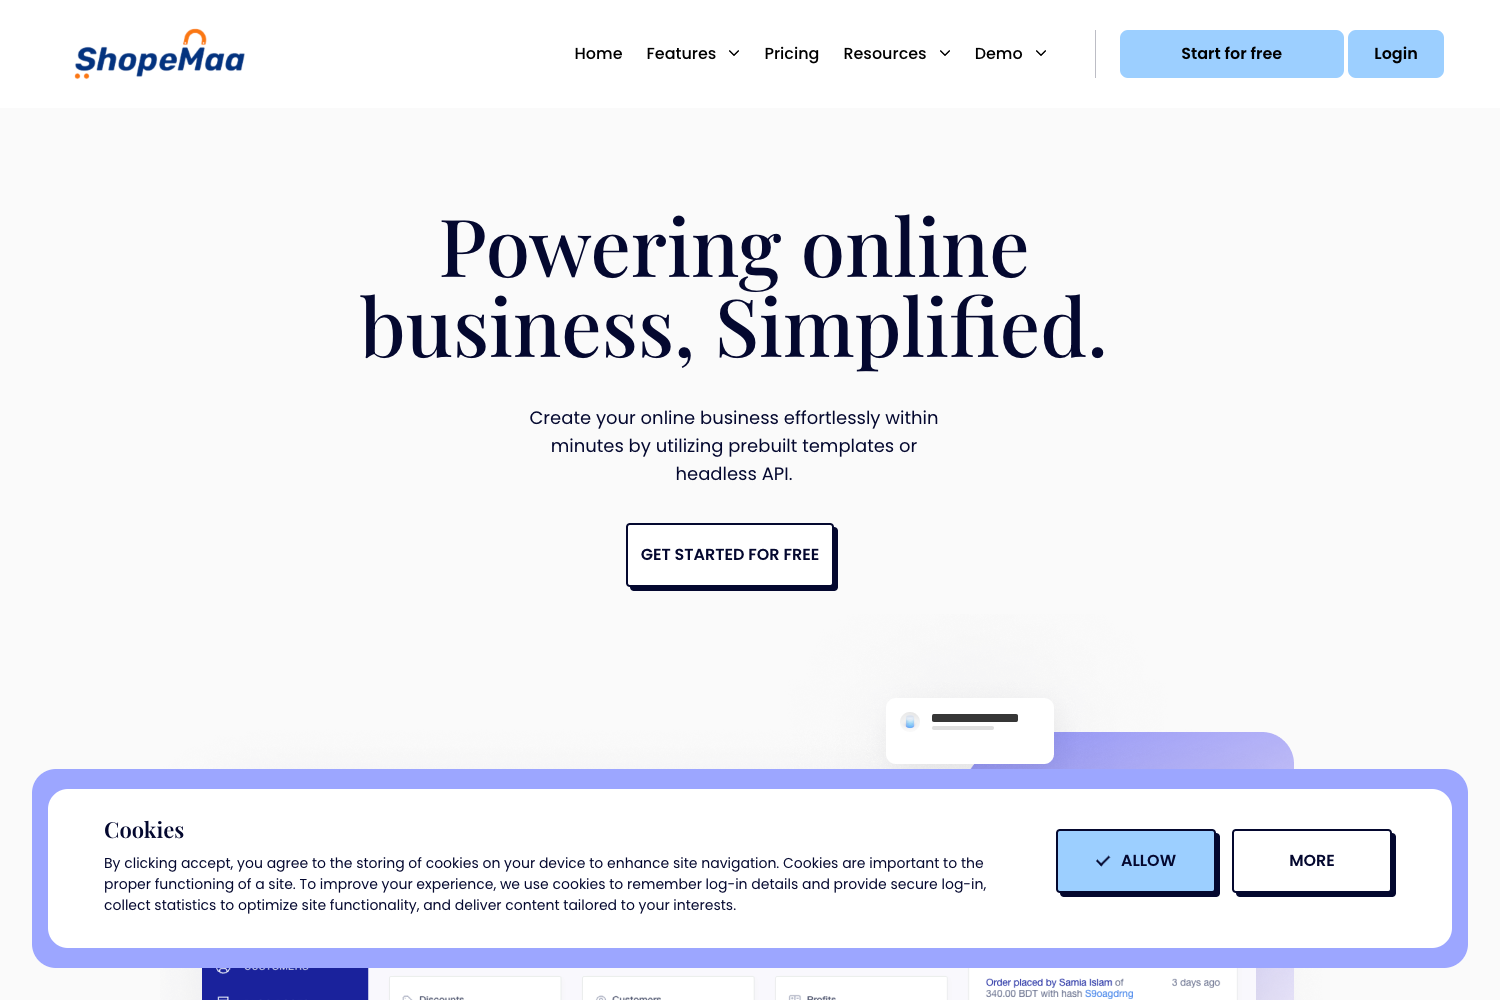 ShopeMaa
Home Features Pricing Resources Demo
Start for free Login
Powering online
business, Simplified.
Create your online business effortlessly within
minutes by utilizing prebuilt templates or
headless API.
GET STARTED FOR FREE
Cookies
By clicking accept, you agree to the storing of cookies on your device to enhance site navigation. Cookies are important to the
proper functioning of a site. To improve your experience, we use cookies to remember log-in details and provide secure log-in,
collect statistics to optimize site functionality, and deliver content tailored to your interests.
ALLOW
MORE
CUSTOMERS
Discounts
Customers
Profits
Order placed by Samia Islam of 3 days ago
340.00 BDT with hash S9oagdrng